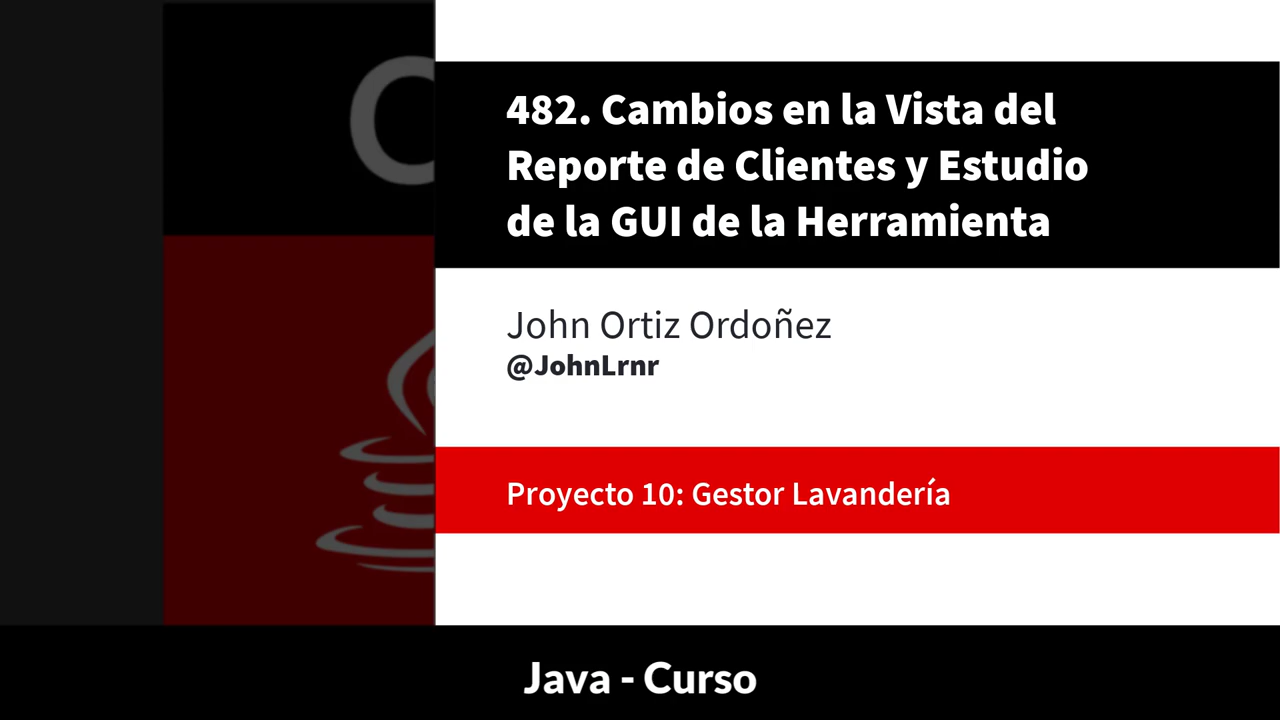 482. Cambios en la Vista del
Reporte de Clientes y Estudio
de la GUI de la Herramienta
John Ortiz Ordoñez
@JohnLrnr
Proyecto 10: Gestor Lavandería
Java - Curso